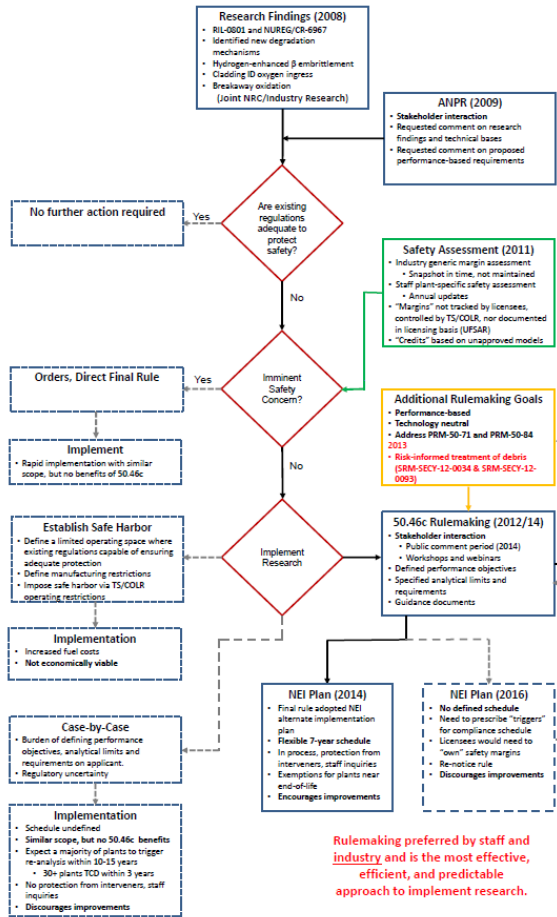 Research Findings (2008)
• RIL-0801 and NUREG/CR-6967
• Identified new degradation
mechanisms
• Hydrogen-enhanced β embrittlement
• Cladding ID oxygen ingress
• Breakaway oxidation
(Joint NRC/Industry Research)
ANPR (2009)
• Stakeholder interaction
• Requested comment on research
findings and technical bases
• Requested comment on proposed
performance-based requirements
Are existing
regulations
adequate to
protect
safety?
Yes
No further action required
No
Safety Assessment (2011)
• Industry generic margin assessment
• Snapshot in time, not maintained
• Staff plant-specific safety assessment
• Annual updates
• "Margins" not tracked by licensees,
controlled by TS/COLR, nor documented
in licensing basis (UFSAR)
• "Credits" based on unapproved models
Imminent
Safety
Concern?
Yes
Orders, Direct Final Rule
Implement
• Rapid implementation with similar
scope, but no benefits of 50.46c
No
Additional Rulemaking Goals
• Performance-based
• Technology neutral
• Address PRM-50-71 and PRM-50-84
2013
• Risk-informed treatment of debris
(SRM-SECY-12-0034 & SRM-SECY-12-
0093)
Implement
Research
Establish Safe Harbor
• Define a limited operating space where
existing regulations capable of ensuring
adequate protection
• Define manufacturing restrictions
• Impose safe harbor via TS/COLR
operating restrictions
Implementation
• Increased fuel costs
• Not economically viable
50.46c Rulemaking (2012/14)
• Stakeholder interaction
• Public comment period (2014)
• Workshops and webinars
• Defined performance objectives
• Specified analytical limits and
requirements
• Guidance documents
NEI Plan (2014)
• Final rule adopted NEI
alternate implementation
plan
• Flexible 7-year schedule
• In process, protection from
interveners, staff inquiries
• Exemptions for plants near
end-of-life
• Encourages improvements
NEI Plan (2016)
• No defined schedule
• Need to prescribe "triggers"
for compliance schedule
• Licensees would need to
"own" safety margins
• Re-notice rule
• Discourages improvements
Case-by-Case
• Burden of defining performance
objectives, analytical limits and
requirements on applicant.
• Regulatory uncertainty
Implementation
• Schedule undefined
• Similar scope, but no 50.46c benefits
• Expect a majority of plants to trigger
re-analysis within 10-15 years
• 30+ plants TCD within 3 years
• No protection from interveners, staff
inquiries
• Discourages improvements
Rulemaking preferred by staff and
industry and is the most effective,
efficient, and predictable
approach to implement research.